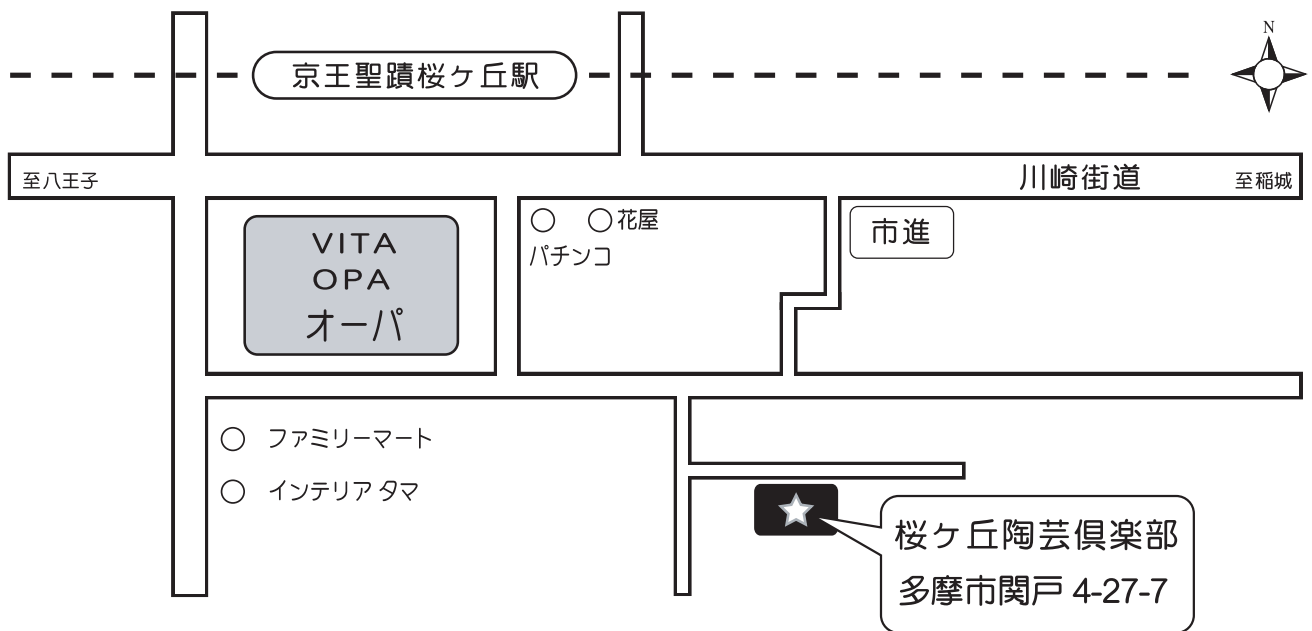 N
京王聖蹟桜ヶ丘駅
至八王子
川崎街道
至稲城
VITA
OPA
オーパ
花屋
パチンコ
市進
ファミリーマート
インテリア タマ
桜ヶ丘陶芸倶楽部
多摩市関戸 4-27-7